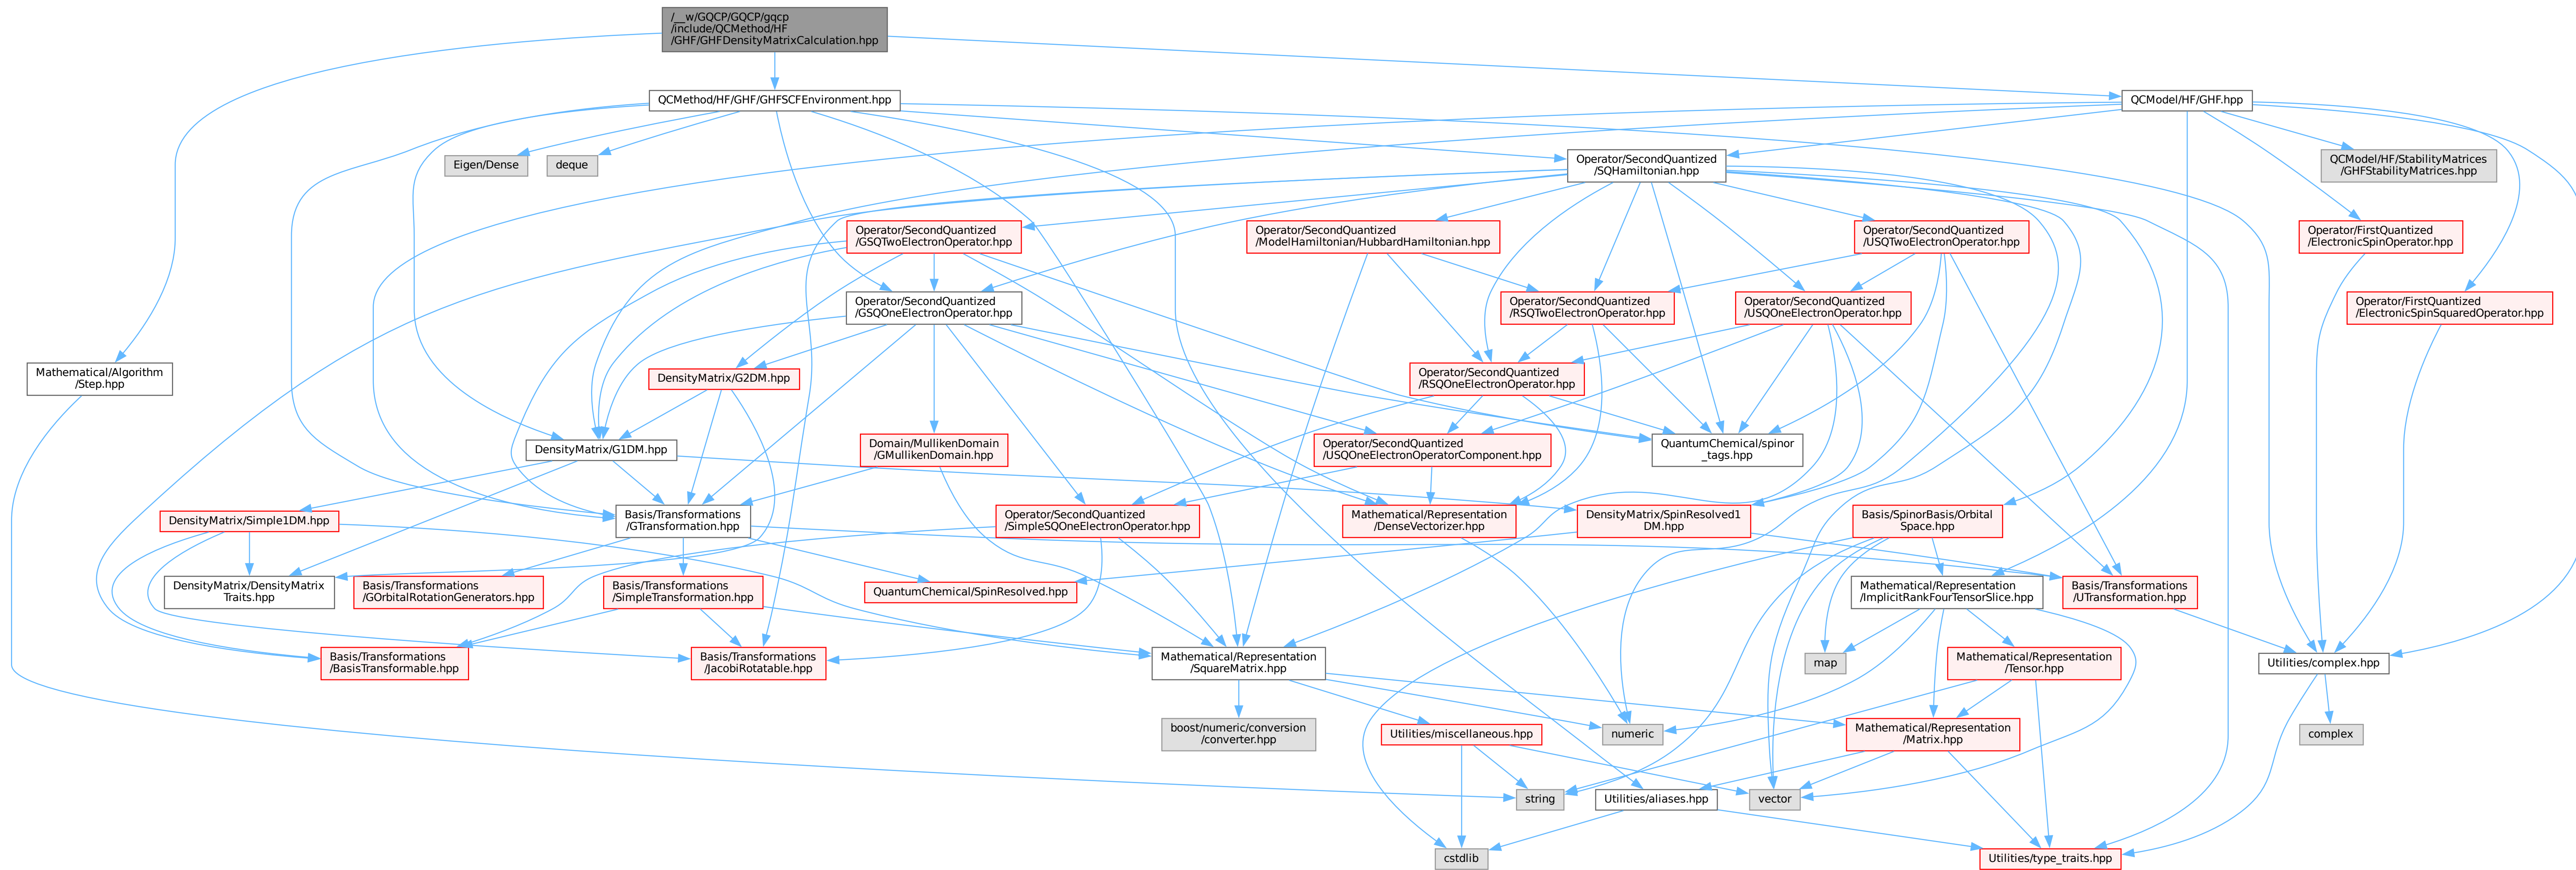 /__w/GQCP/GQCP/gqcp
/include/QCMethod/HF
/GHF/GHFDensityMatrixCalculation.hpp
QCMethod/HF/GHF/GHFSCFEnvironment.hpp
QCModel/HF/GHF.hpp
Eigen/Dense
deque
Operator/SecondQuantized
/SQHamiltonian.hpp
QCModel/HF/StabilityMatrices
/GHFStabilityMatrices.hpp
Operator/SecondQuantized
/GSQTwoElectronOperator.hpp
Operator/SecondQuantized
/ModelHamiltonian/HubbardHamiltonian.hpp
Operator/SecondQuantized
/USQTwoElectronOperator.hpp
Operator/FirstQuantized
/ElectronicSpinOperator.hpp
Operator/SecondQuantized
/GSQOneElectronOperator.hpp
Operator/SecondQuantized
/RSQTwoElectronOperator.hpp
Operator/SecondQuantized
/USQOneElectronOperator.hpp
Operator/FirstQuantized
/ElectronicSpinSquaredOperator.hpp
Mathematical/Algorithm
/Step.hpp
DensityMatrix/G2DM.hpp
Operator/SecondQuantized
/RSQOneElectronOperator.hpp
DensityMatrix/G1DM.hpp
Domain/MullikenDomain
/GMullikenDomain.hpp
Operator/SecondQuantized
/USQOneElectronOperatorComponent.hpp
QuantumChemical/spinor
_tags.hpp
DensityMatrix/Simple1DM.hpp
Basis/Transformations
/GTransformation.hpp
Operator/SecondQuantized
/SimpleSQOneElectronOperator.hpp
Mathematical/Representation
/DenseVectorizer.hpp
DensityMatrix/SpinResolved1
DM.hpp
Basis/SpinorBasis/Orbital
Space.hpp
DensityMatrix/DensityMatrix
Traits.hpp
Basis/Transformations
/GOrbitalRotationGenerators.hpp
Basis/Transformations
/SimpleTransformation.hpp
QuantumChemical/SpinResolved.hpp
Mathematical/Representation
/ImplicitRankFourTensorSlice.hpp
Basis/Transformations
/UTransformation.hpp
Basis/Transformations
/BasisTransformable.hpp
Basis/Transformations
/JacobiRotatable.hpp
Mathematical/Representation
/SquareMatrix.hpp
map
Mathematical/Representation
/Tensor.hpp
Utilities/complex.hpp
boost/numeric/conversion
/converter.hpp
Utilities/miscellaneous.hpp
numeric
Mathematical/Representation
/Matrix.hpp
complex
string
Utilities/aliases.hpp
vector
cstdlib
Utilities/type_traits.hpp